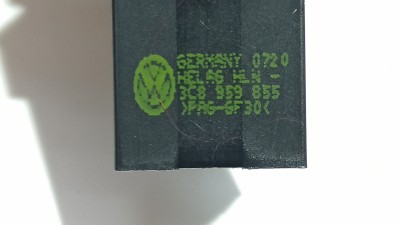 GERMANY 0720
HELAG HLN -
3C8 959 855
>PA6-GF30<